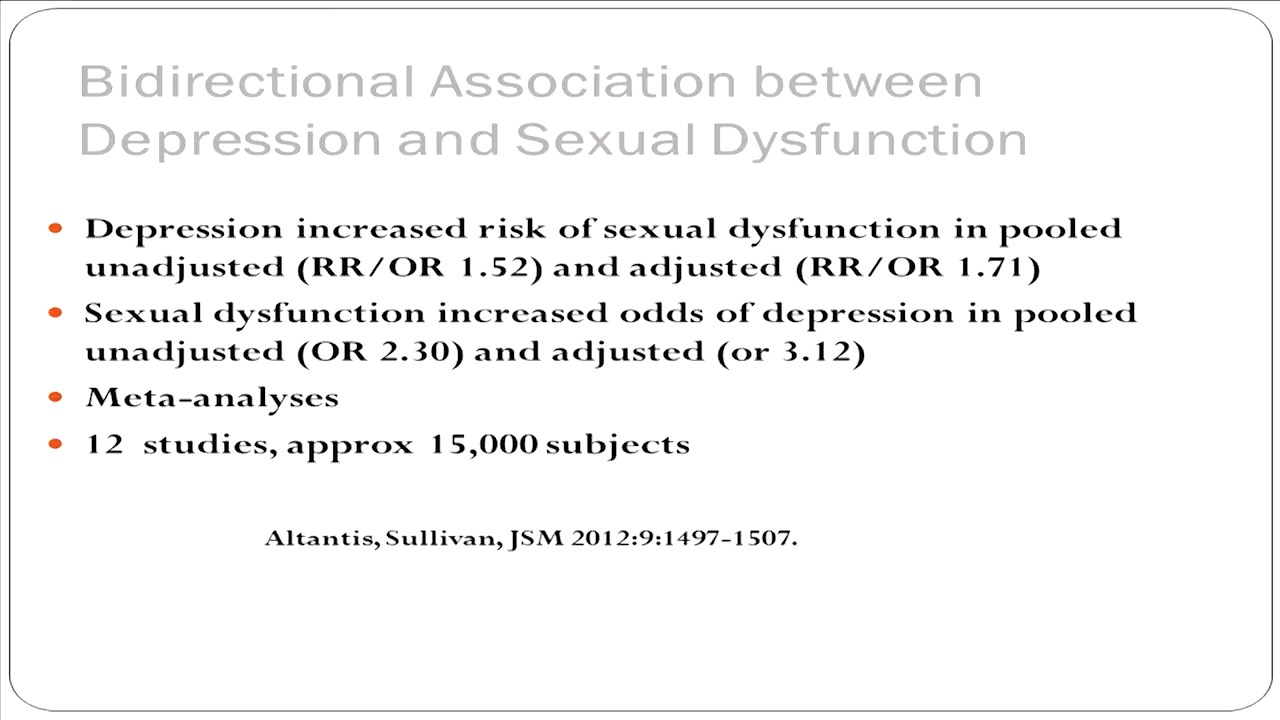 Bidirectional Association between
Depression and Sexual Dysfunction
• Depression increased risk of sexual dysfunction in pooled
unadjusted (RR/OR 1.52) and adjusted (RR/OR 1.71)
• Sexual dysfunction increased odds of depression in pooled
unadjusted (OR 2.30) and adjusted (or 3.12)
• Meta-analyses
• 12 studies, approx 15,000 subjects
Altantis, Sullivan, JSM 2012:9:1497-1507.